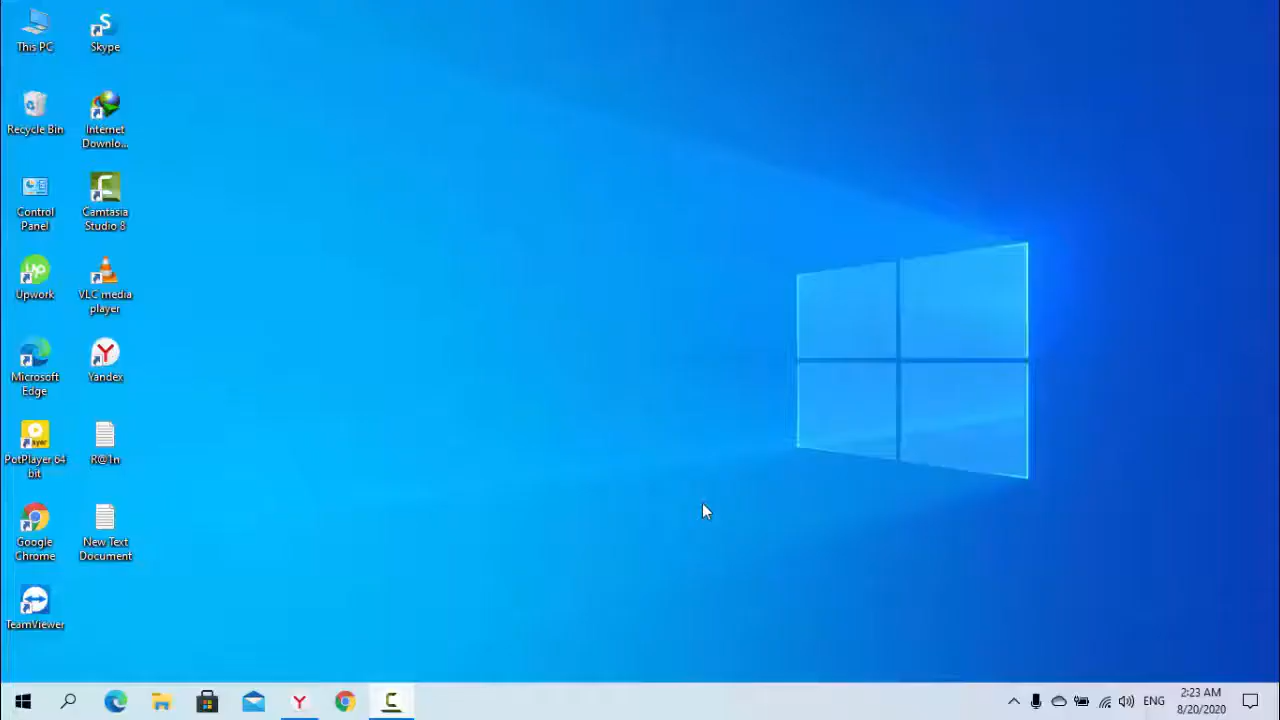 This PC
Skype
Recycle Bin
Internet
Downlo...
Control
Panel
Camtasia
Studio 8
Upwork
VLC media
player
Microsoft
Edge
Yandex
PotPlayer 64
bit
R@1n
Google
Chrome
New Text
Document
TeamViewer
ENG
2:23 AM
8/20/2020